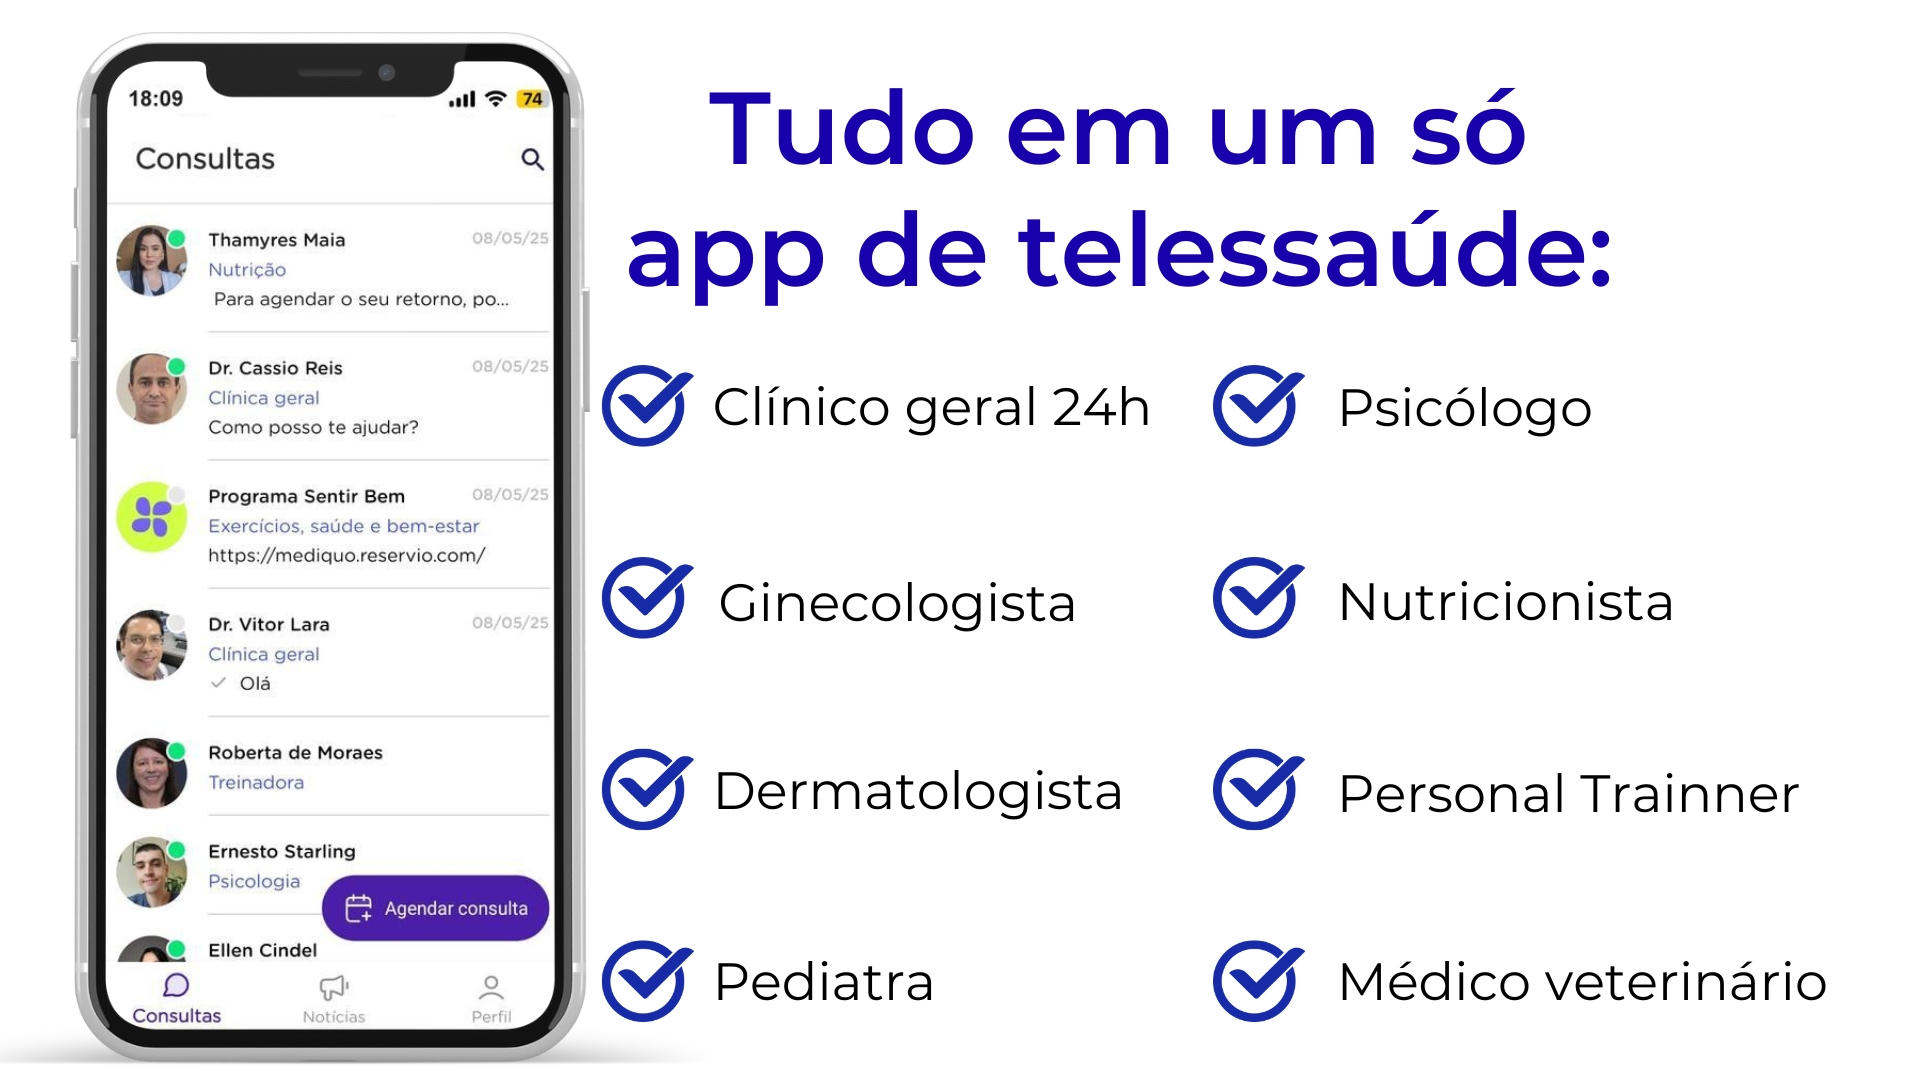 18:09
74
Consultas
Thamyres Maia
08/05/25
Nutrição
Para agendar o seu retorno, po...
Dr. Cassio Reis
08/05/25
Clínica geral
Como posso te ajudar?
Programa Sentir Bem
08/05/25
Exercícios, saúde e bem-estar
https://mediquo.reservio.com/
Dr. Vitor Lara
08/05/25
Clínica geral
Olá
Roberta de Moraes
Treinadora
Ernesto Starling
Psicologia
Agendar consulta
Ellen Cindel
Consultas
Notícias
Perfil
Tudo em um só
app de telessaúde:
Clínico geral 24h
Psicólogo
Ginecologista
Nutricionista
Dermatologista
Personal Trainner
Pediatra
Médico veterinário